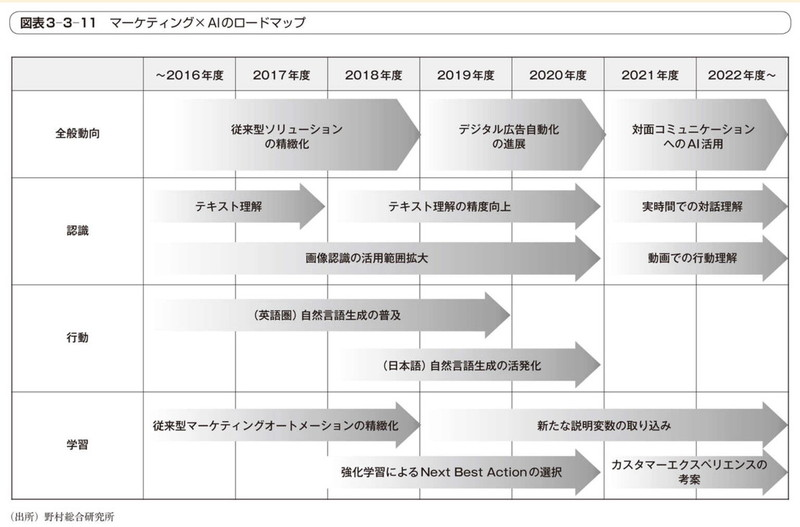 図表3-3-11 マーケティング×AIのロードマップ
～2016年度 2017年度 2018年度 2019年度 2020年度 2021年度 2022年度～
全般動向
従来型ソリューション
の精緻化
デジタル広告自動化
の進展
対面コミュニケーション
へのAI活用
認識
テキスト理解
テキスト理解の精度向上
実時間での対話理解
画像認識の活用範囲拡大
動画での行動理解
行動
（英語圏）自然言語生成の普及
（日本語）自然言語生成の活発化
学習
従来型マーケティングオートメーションの精緻化
新たな説明変数の取り込み
強化学習によるNext Best Actionの選択
カスタマーエクスペリエンスの
考案
（出所）野村総合研究所